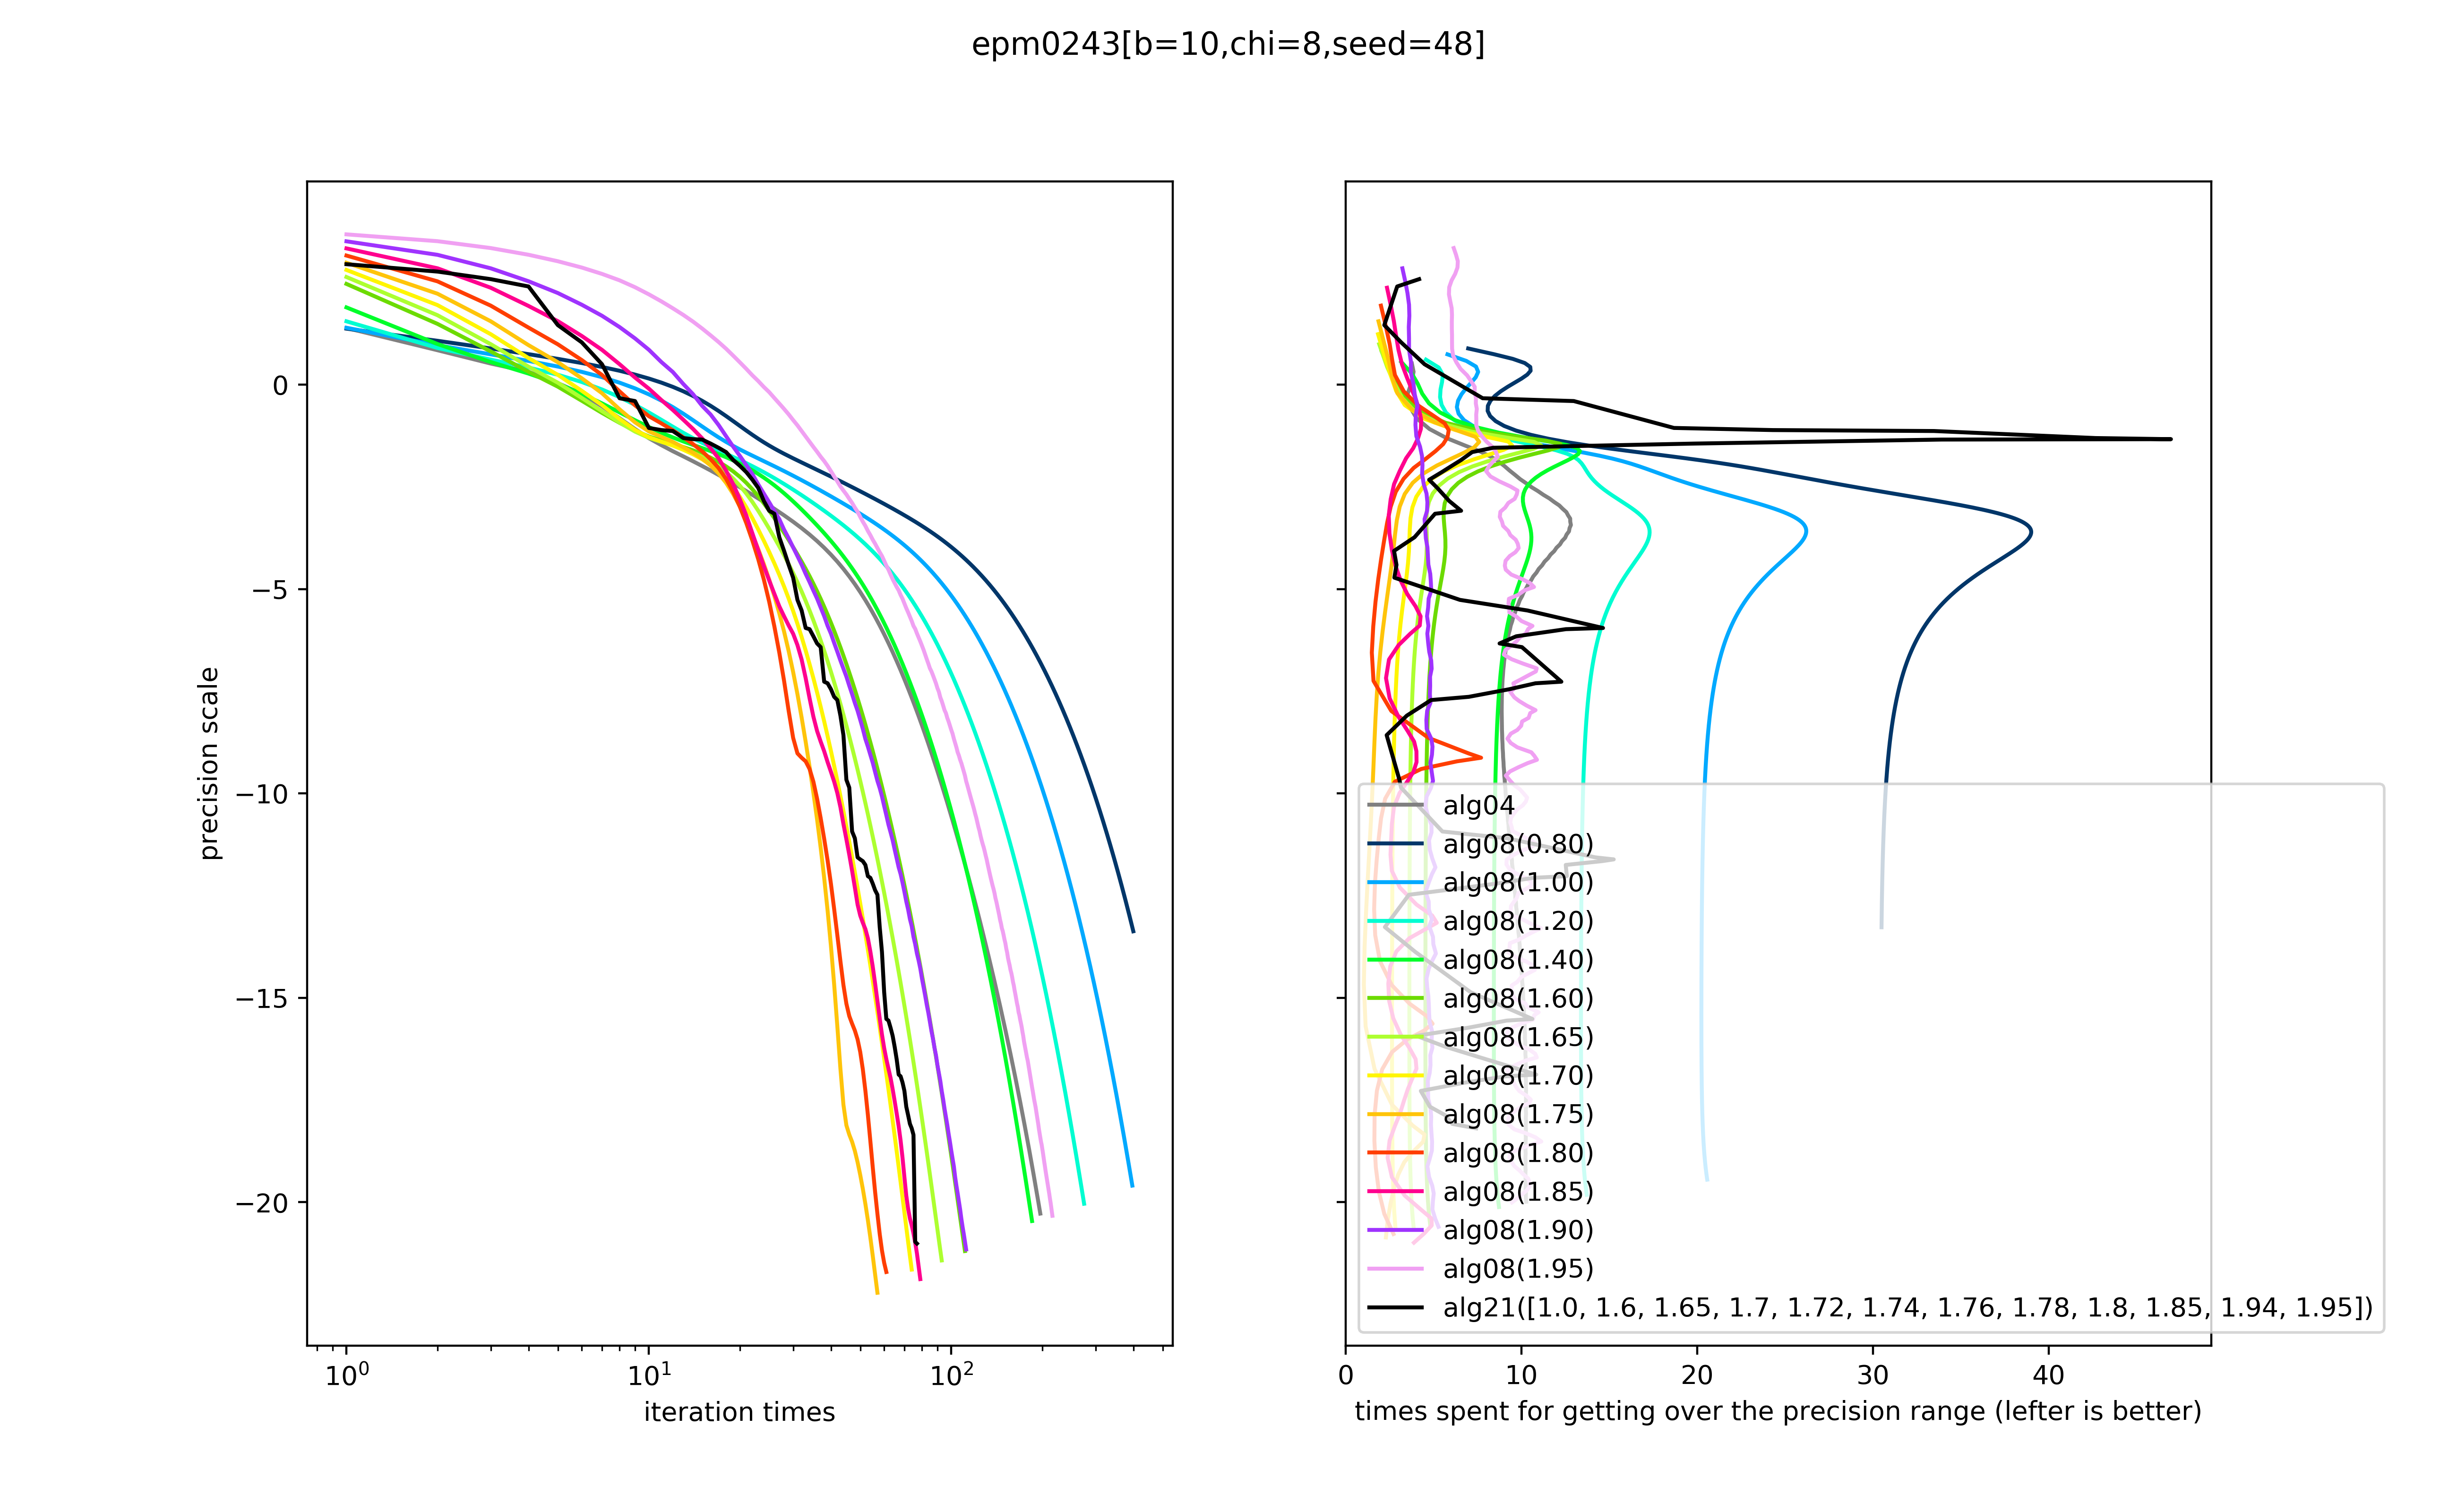 epm0243[b=10,chi=8,seed=48]
precision scale
0
−5
−10
−15
−20
10⁰ 10¹ 10²
iteration times
alg04
alg08(0.80)
alg08(1.00)
alg08(1.20)
alg08(1.40)
alg08(1.60)
alg08(1.65)
alg08(1.70)
alg08(1.75)
alg08(1.80)
alg08(1.85)
alg08(1.90)
alg08(1.95)
alg21([1.0, 1.6, 1.65, 1.7, 1.72, 1.74, 1.76, 1.78, 1.8, 1.85, 1.94, 1.95])
0 10 20 30 40
times spent for getting over the precision range (lefter is better)